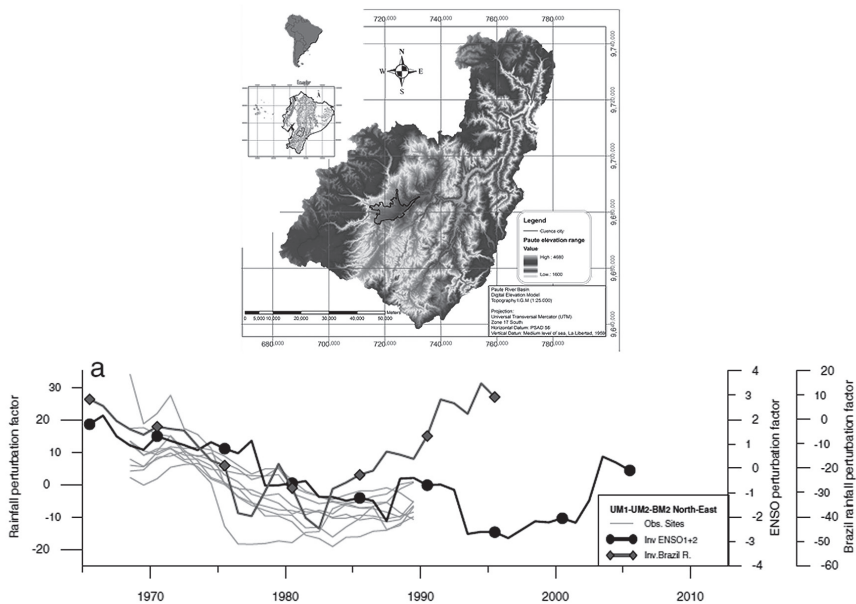 720.000 740.000 760.000 780.000
Ecuador
N
W E
S
Legend
Cuenca city
Paute elevation range
Value
High : 4680
Low : 1600
Paute River Basin
Digital Elevation Model
Topography I.G.M (1:25.000)
Projection:
Universal Transversal Mercator (UTM)
Zone 17 South
Horizontal Datum: PSAD 56
Vertical Datun: Medium level of sea, La Libertad, 1959
Meters
0 5,000 10,000 20,000 30,000 40,000 50,000
680.000 700.000 720.000 740.000 760.000 780.000
a
Rainfall perturbation factor
30
20
10
0
-10
-20
1970 1980 1990 2000 2010
4
3
2
1
0
-1
-2
-3
-4
ENSO perturbation factor
20
10
0
-10
-20
-30
-40
-50
-60
Brazil rainfall perturbation factor
UM1-UM2-BM2 North-East
Obs. Sites
Inv ENSO1+2
Inv.Brazil R.